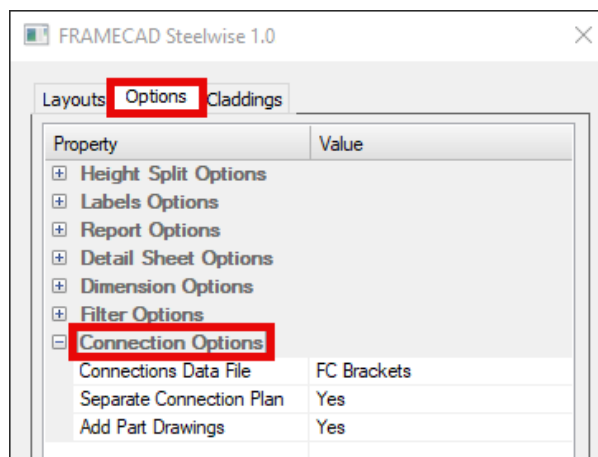 FRAMECAD Steelwise 1.0
Layouts Options Claddings
Property Value
Height Split Options
Labels Options
Report Options
Detail Sheet Options
Dimension Options
Filter Options
Connection Options
Connections Data File FC Brackets
Separate Connection Plan Yes
Add Part Drawings Yes